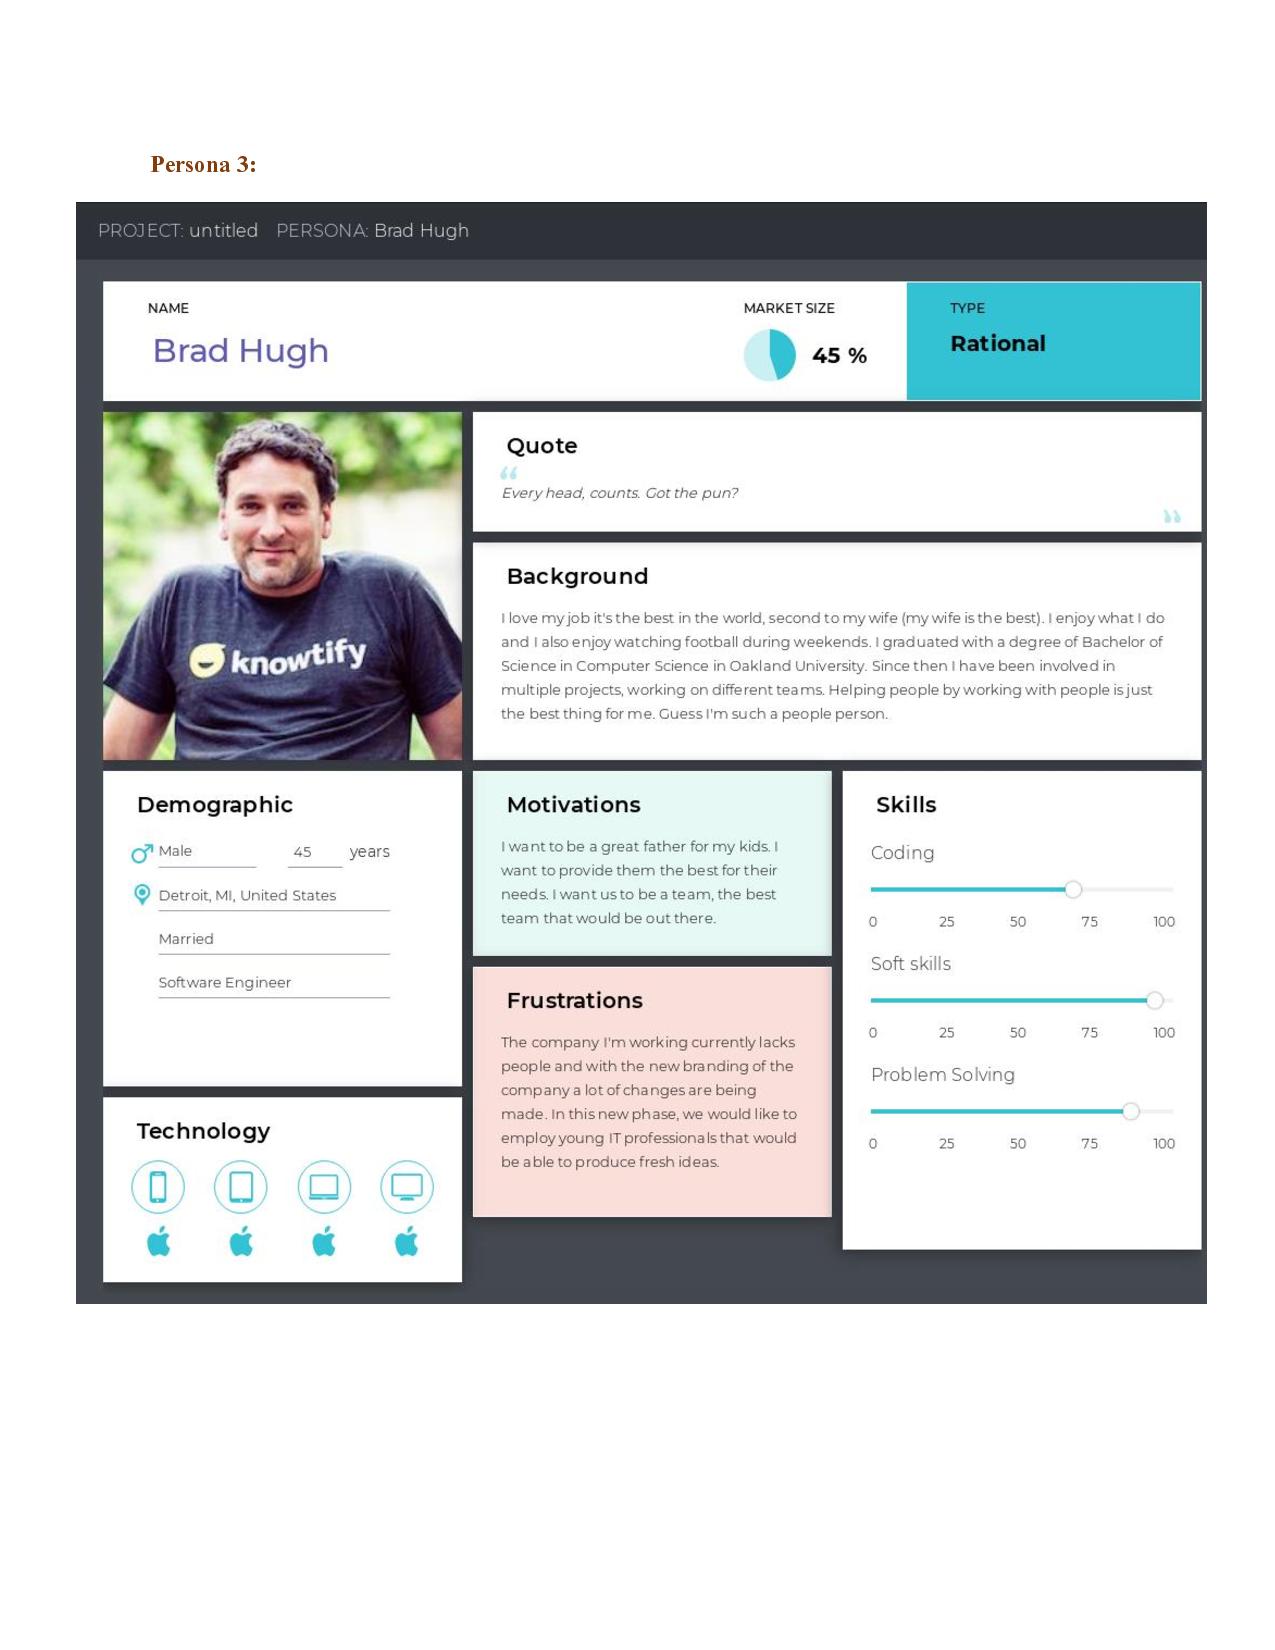 Persona 3:
PROJECT: untitled PERSONA: Brad Hugh
NAME
Brad Hugh
MARKET SIZE
45 %
TYPE
Rational
knowtify
Quote
“
Every head, counts. Got the pun?
”
Background
I love my job it's the best in the world, second to my wife (my wife is the best). I enjoy what I do
and I also enjoy watching football during weekends. I graduated with a degree of Bachelor of
Science in Computer Science in Oakland University. Since then I have been involved in
multiple projects, working on different teams. Helping people by working with people is just
the best thing for me. Guess I'm such a people person.
Demographic
Male 45 years
Detroit, MI, United States
Married
Software Engineer
Technology
Motivations
I want to be a great father for my kids. I
want to provide them the best for their
needs. I want us to be a team, the best
team that would be out there.
Frustrations
The company I'm working currently lacks
people and with the new branding of the
company a lot of changes are being
made. In this new phase, we would like to
employ young IT professionals that would
be able to produce fresh ideas.
Skills
Coding
0 25 50 75 100
Soft skills
0 25 50 75 100
Problem Solving
0 25 50 75 100